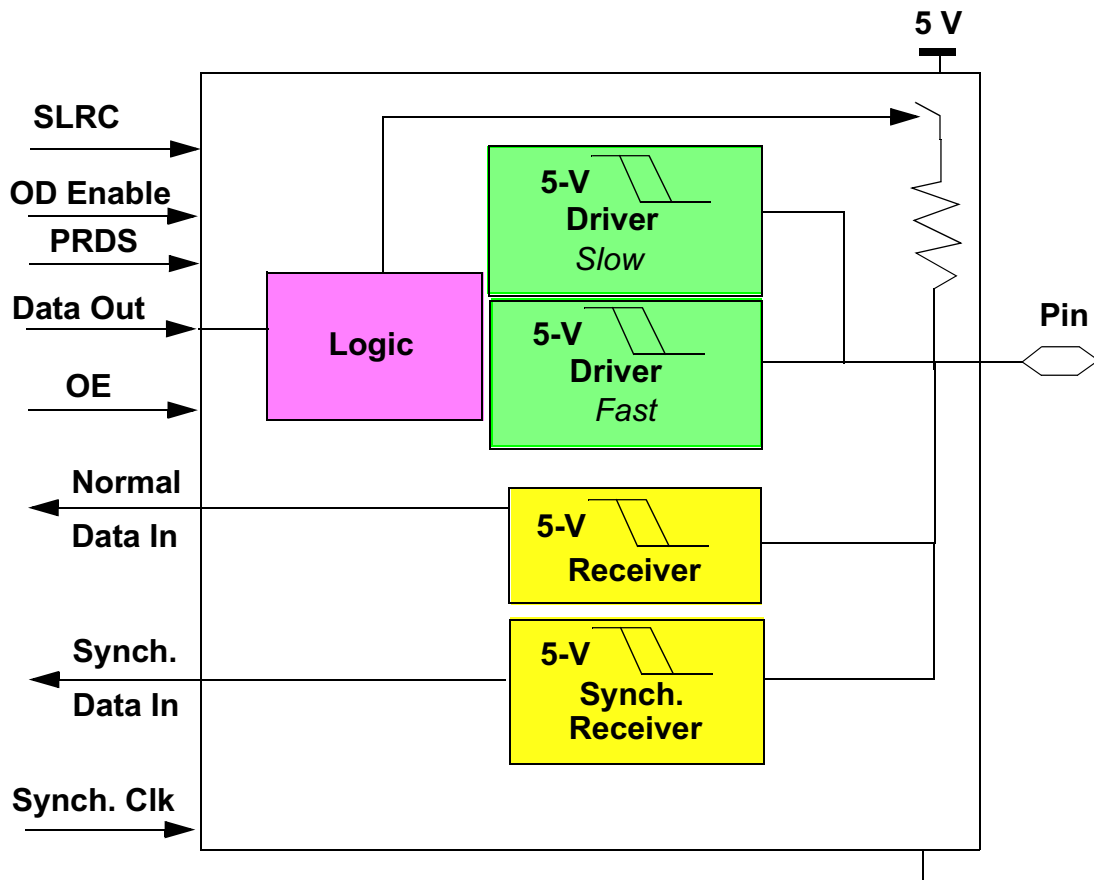 5 V
SLRC
OD Enable
PRDS
Data Out
OE
Normal
Data In
Synch.
Data In
Synch. Clk
Logic
5-V
Driver
Slow
5-V
Driver
Fast
5-V
Receiver
5-V
Synch.
Receiver
Pin